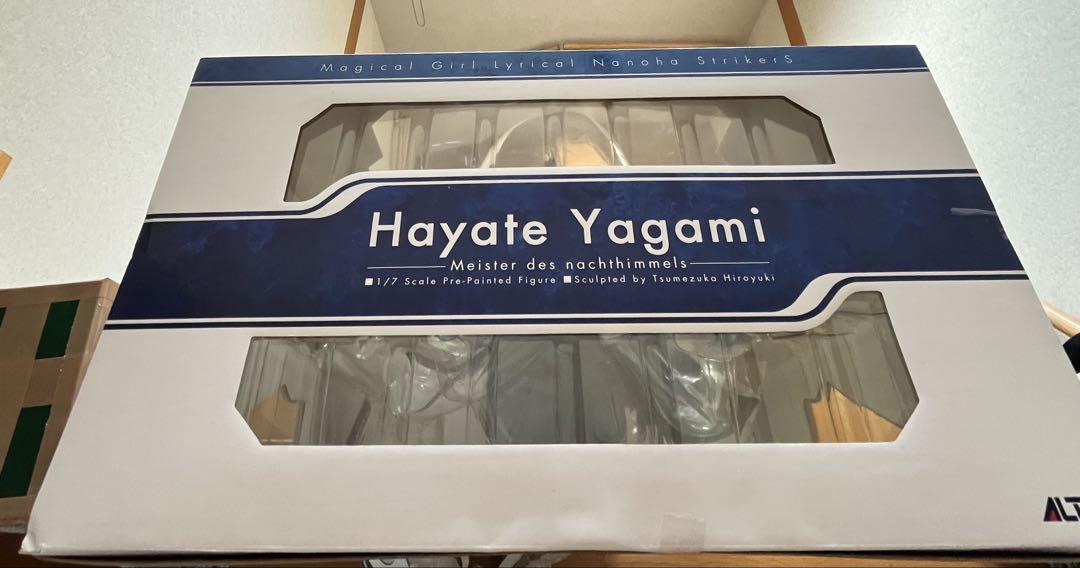 Magical Girl Lyrical Nanoha StrikerS
Hayate Yagami
Meister des nachthimmels
■1/7 Scale Pre-Painted Figure ■Sculpted by Tsumezuka Hiroyuki
ALT